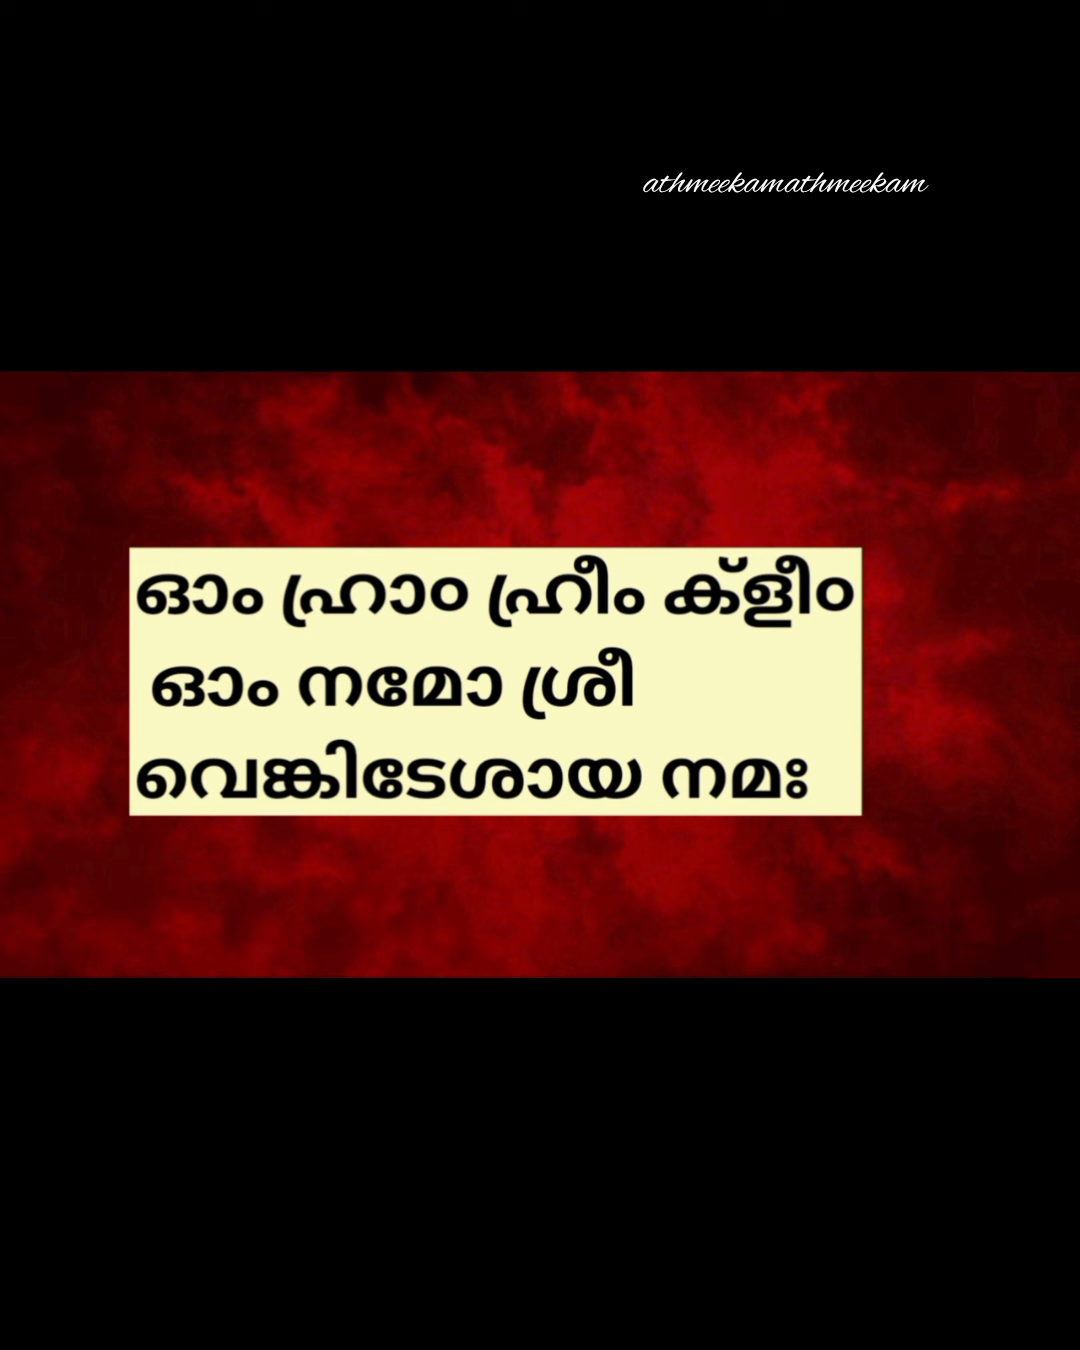 athmeekamathmeekam
ഓം ഹ്രാം ഹ്രീം ക്ളീം
ഓം നമോ ശ്രീ
വെങ്കിടേശായ നമഃ